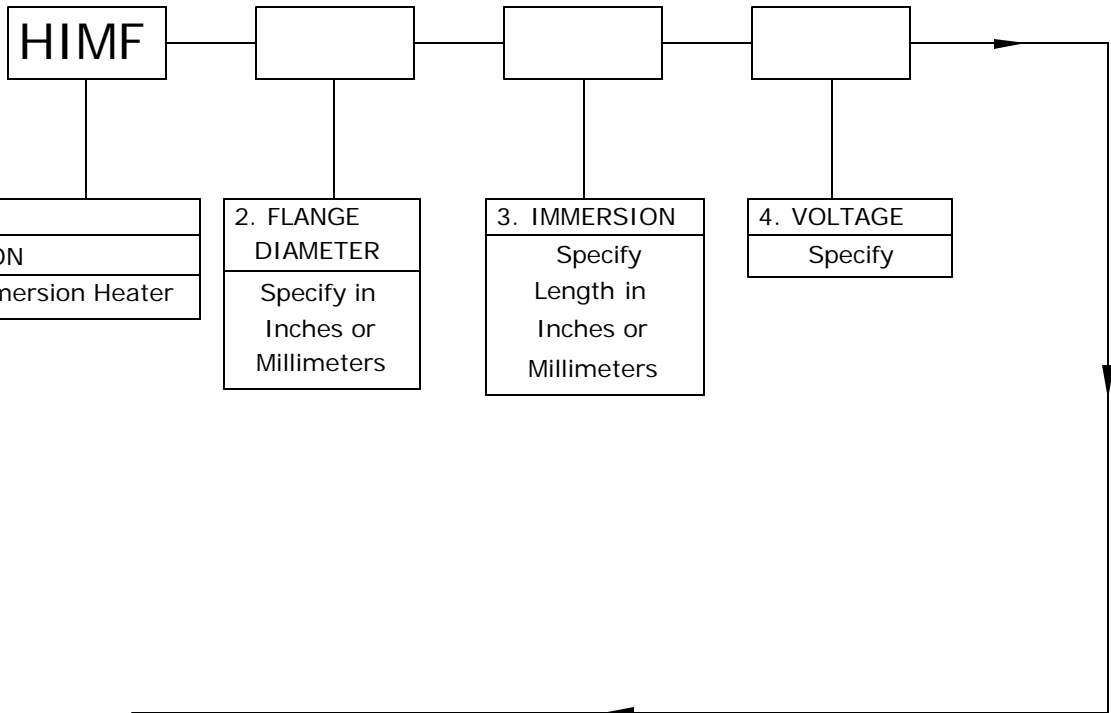 HIMF
ON
mersion Heater
2. FLANGE
DIAMETER
Specify in
Inches or
Millimeters
3. IMMERSION
Specify
Length in
Inches or
Millimeters
4. VOLTAGE
Specify